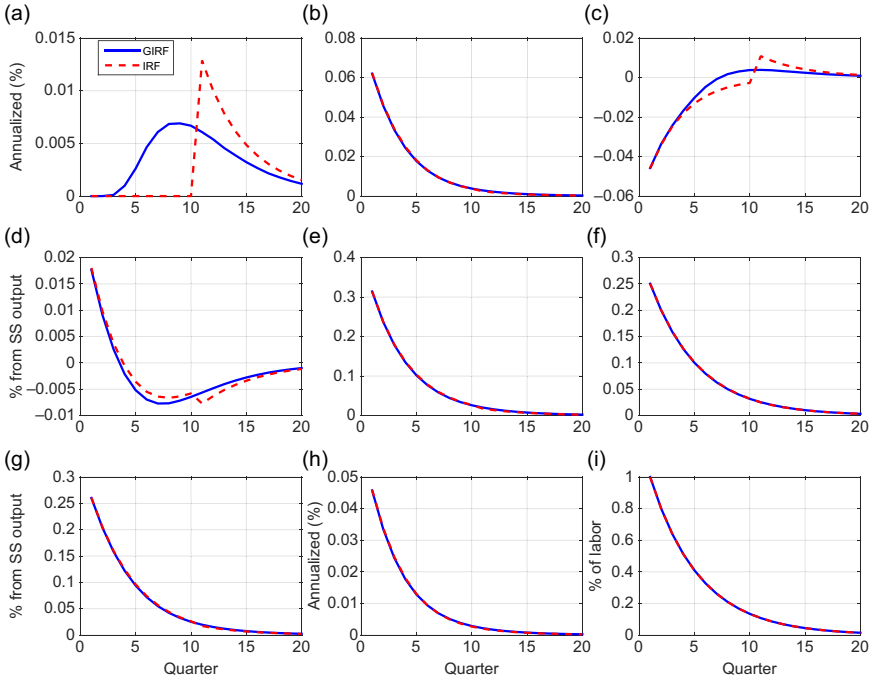 (a)
(b)
(c)
Annualized (%)
0.015
0.01
0.005
0
GIRF
IRF
0 5 10 15 20
Quarter
0.08
0.06
0.04
0.02
0
0 5 10 15 20
Quarter
0.02
0
−0.02
−0.04
−0.06
0 5 10 15 20
Quarter
(d)
(e)
(f)
% from SS output
0.02
0.015
0.01
0.005
0
−0.005
−0.01
0 5 10 15 20
0.4
0.3
0.2
0.1
0
0 5 10 15 20
0.3
0.25
0.2
0.15
0.1
0.05
0
0 5 10 15 20
(g)
(h)
(i)
% from SS output
0.3
0.25
0.2
0.15
0.1
0.05
0
0 5 10 15 20
Quarter
Annualized (%)
0.05
0.04
0.03
0.02
0.01
0
0 5 10 15 20
Quarter
% of labor
1
0.8
0.6
0.4
0.2
0
0 5 10 15 20
Quarter